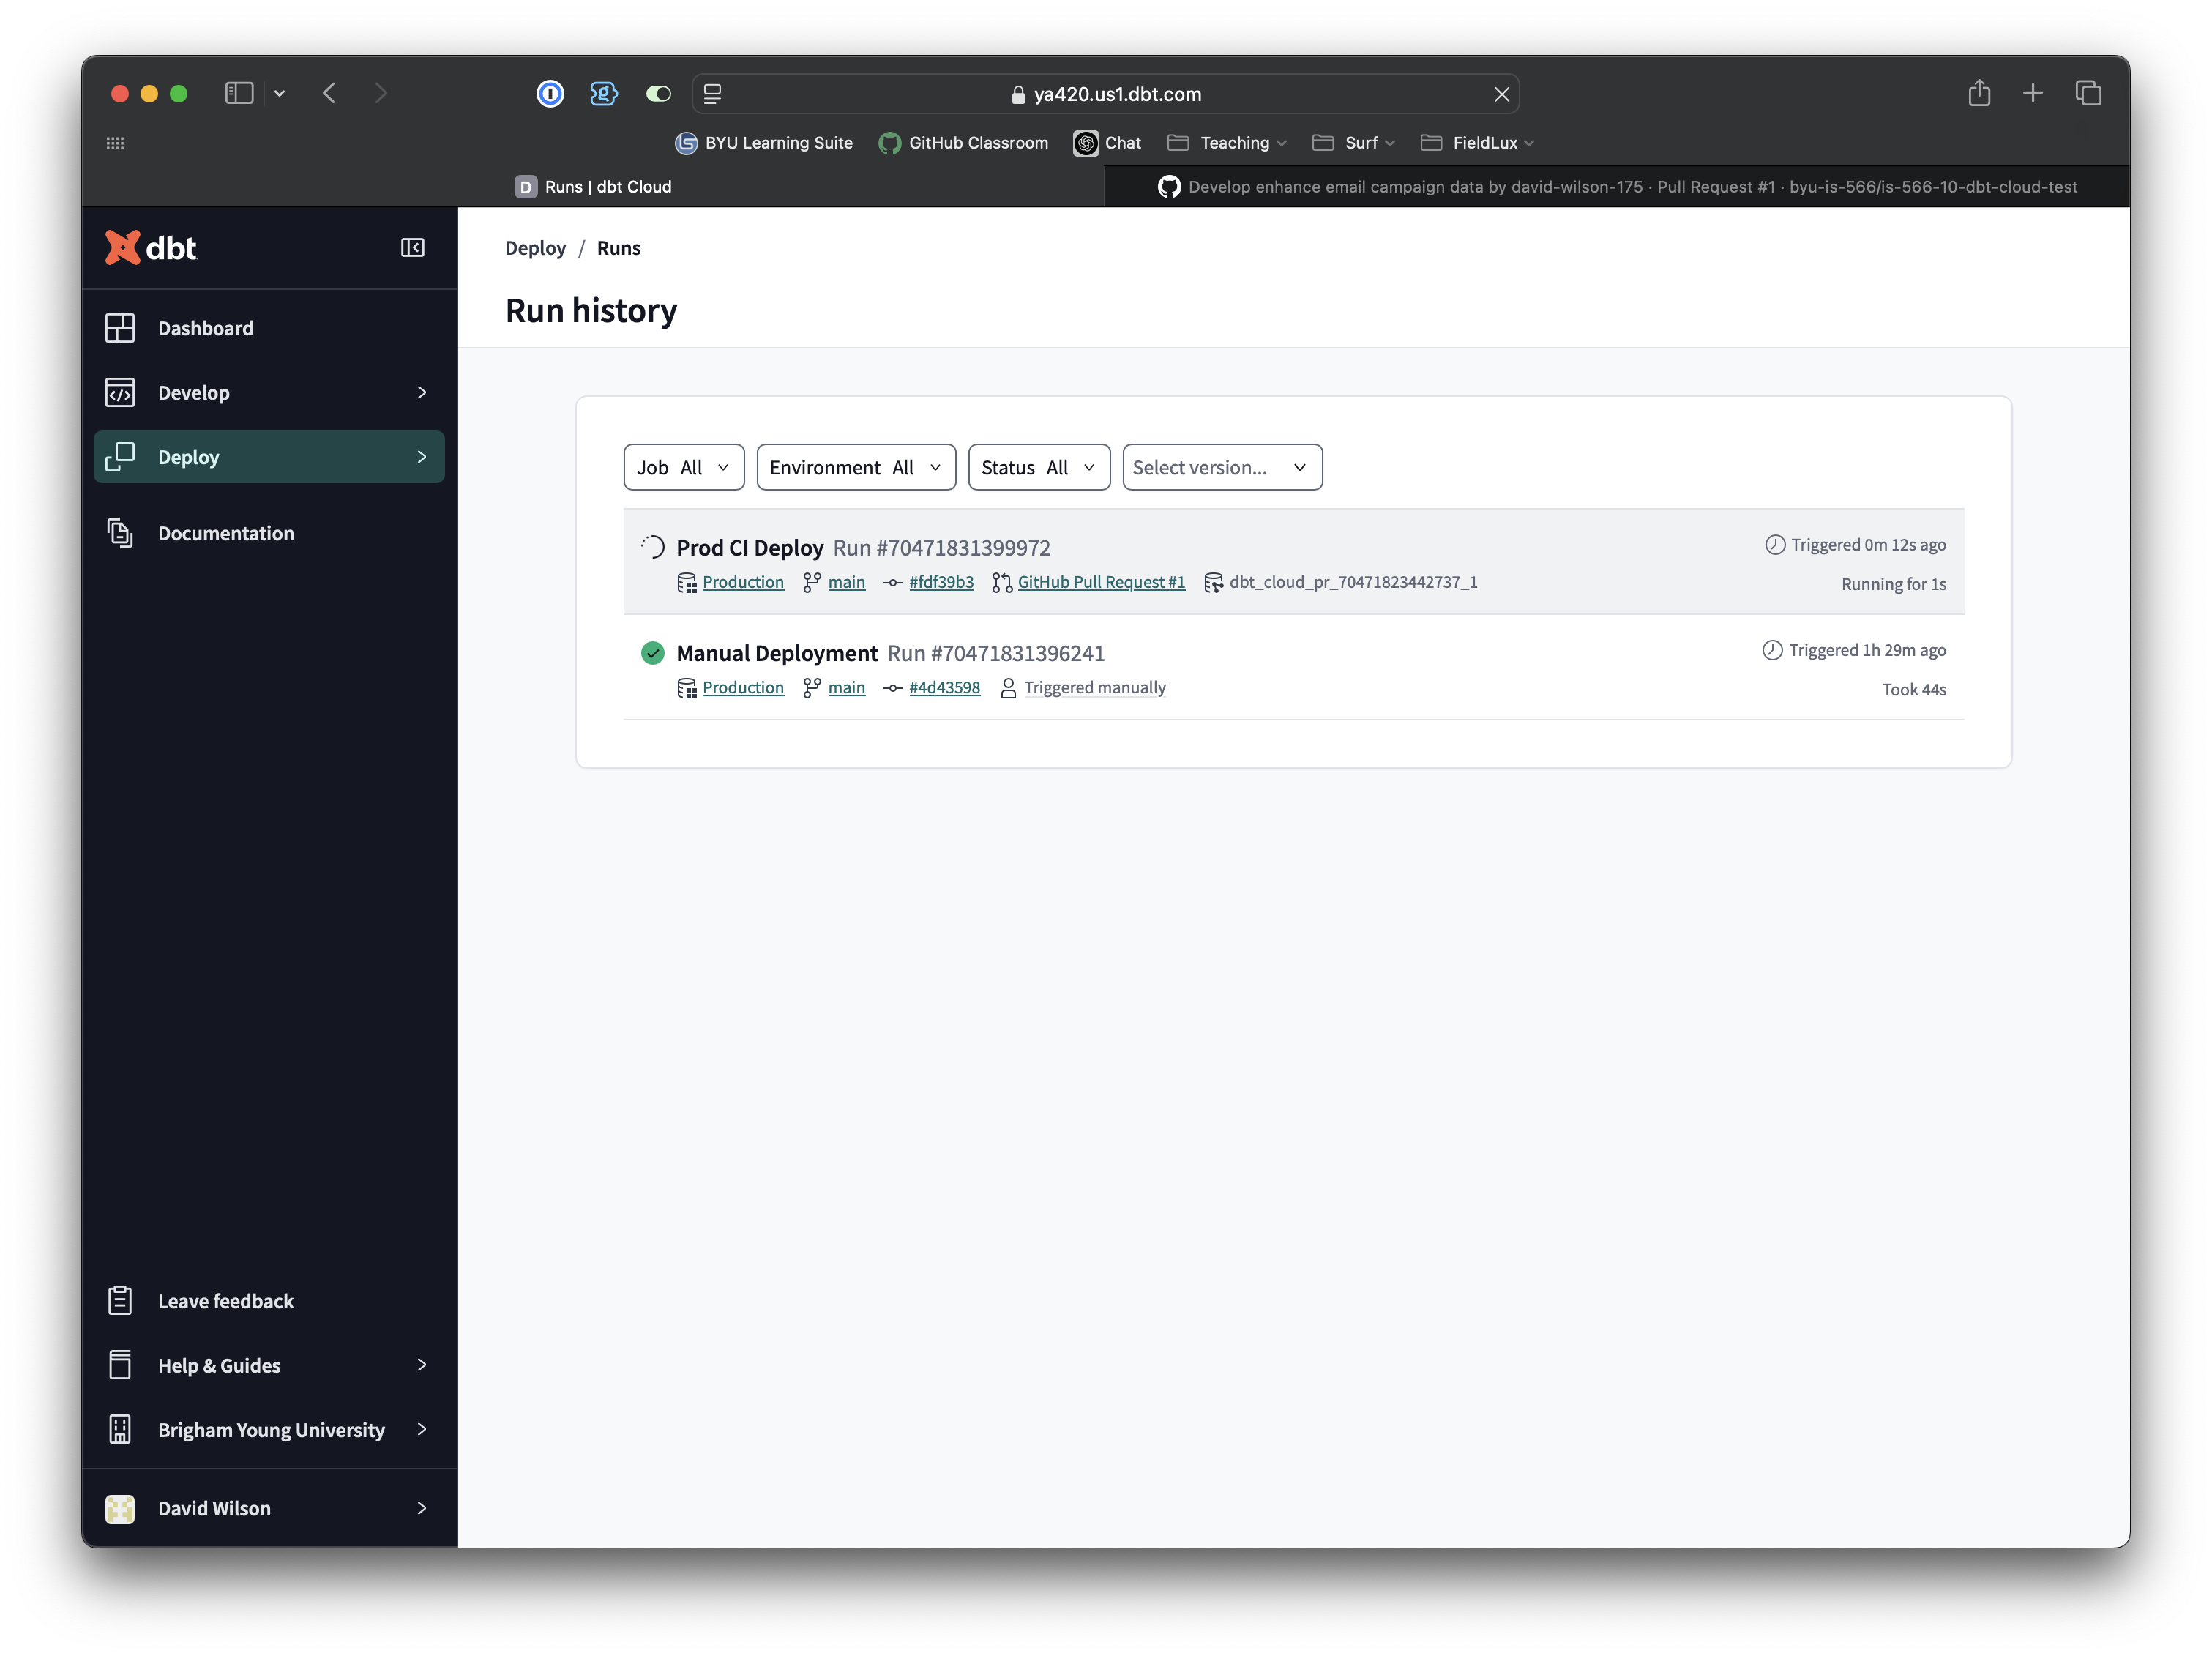 ya420.us1.dbt.com
BYU Learning Suite GitHub Classroom Chat Teaching Surf FieldLux
D Runs | dbt Cloud Develop enhance email campaign data by david-wilson-175 · Pull Request #1 · byu-is-566/is-566-10-dbt-cloud-test
dbt
Dashboard
Develop
Deploy
Documentation
Leave feedback
Help & Guides
Brigham Young University
David Wilson
Deploy / Runs
Run history
Job All Environment All Status All Select version...
Prod CI Deploy Run #70471831399972 Triggered 0m 12s ago
Production main #fdf39b3 GitHub Pull Request #1 dbt_cloud_pr_70471823442737_1 Running for 1s
Manual Deployment Run #70471831396241 Triggered 1h 29m ago
Production main #4d43598 Triggered manually Took 44s